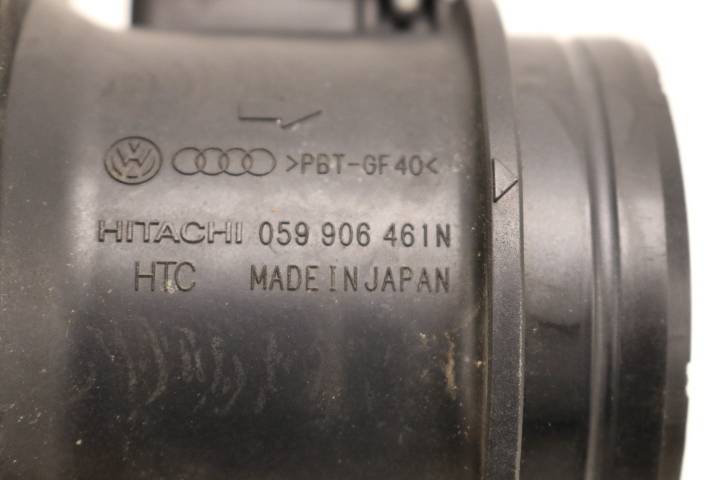 >PBT-GF40<
HITACHI 059 906 461N
HTC MADE IN JAPAN